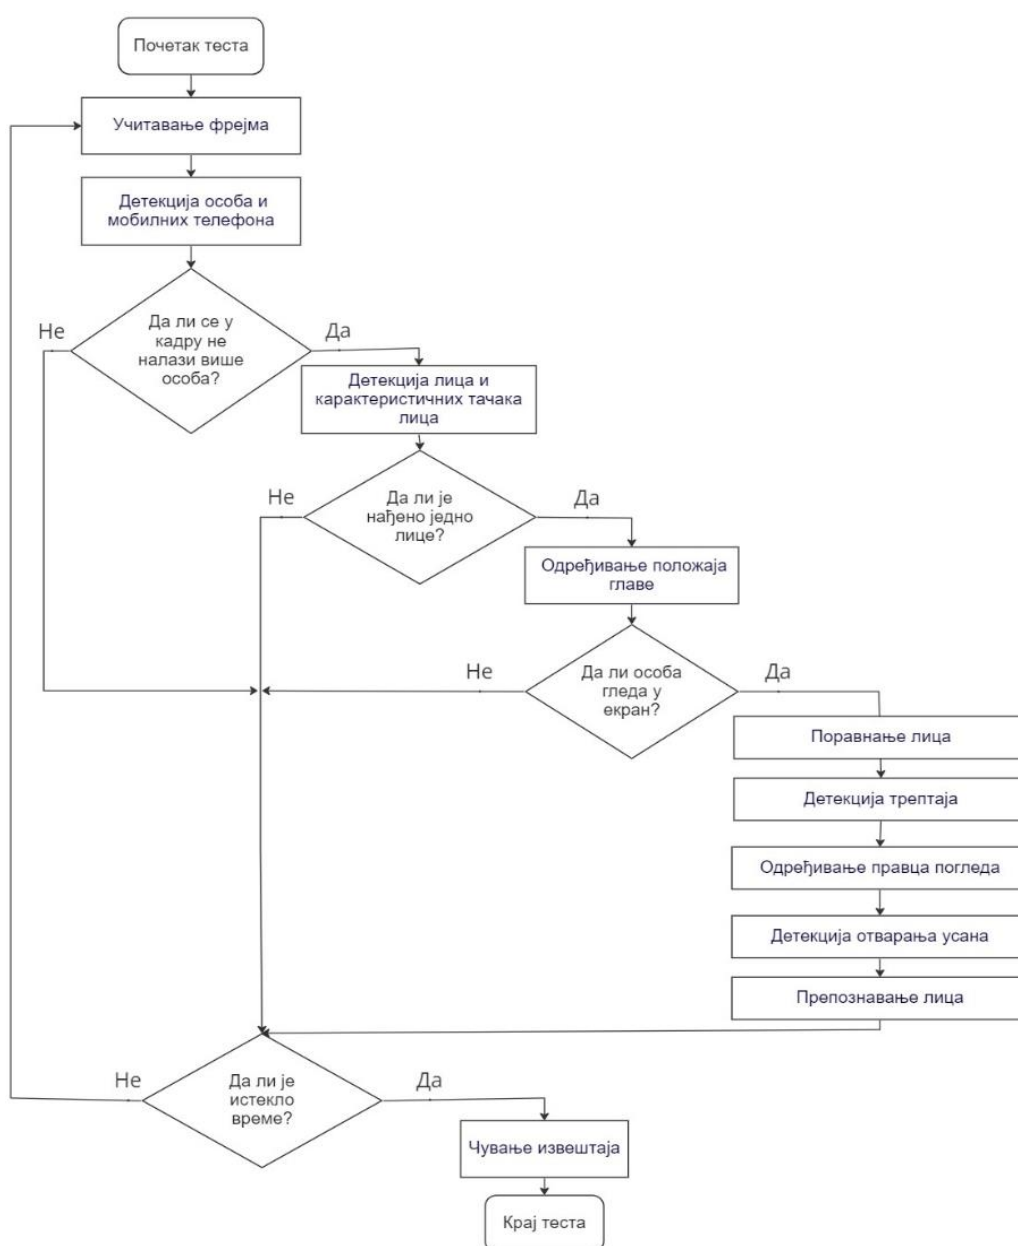 Почетак теста
Учитавање фрејма
Детекција особа и
мобилних телефона
Да ли се у
кадру не
налази више
особа?
Не
Да
Детекција лица и
карактеристичних тачака
лица
Да ли је
нађено једно
лице?
Не
Да
Одређивање положаја
главе
Да ли особа
гледа у
екран?
Не
Да
Поравнање лица
Детекција трептаја
Одређивање правца погледа
Детекција отварања усана
Препознавање лица
Да ли је
истекло
време?
Не
Да
Чување извештаја
Крај теста